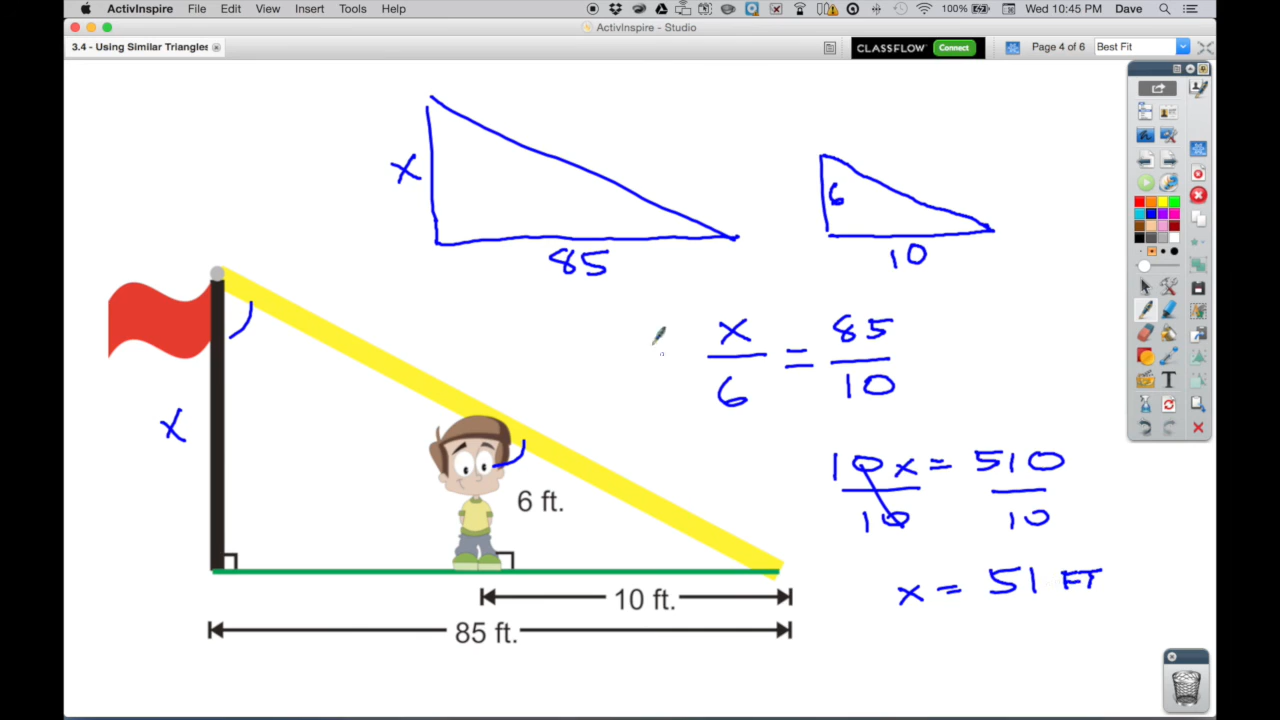 ActivInspire File Edit View Insert Tools Help 100% Wed 10:45 PM Dave
ActivInspire - Studio
3.4 - Using Similar Triangles CLASSFLOW Connect Page 4 of 6 Best Fit
x
85
6
10
x/6 = 85/10
10x/10 = 510/10
x = 51 FT
x
6 ft.
10 ft.
85 ft.
T